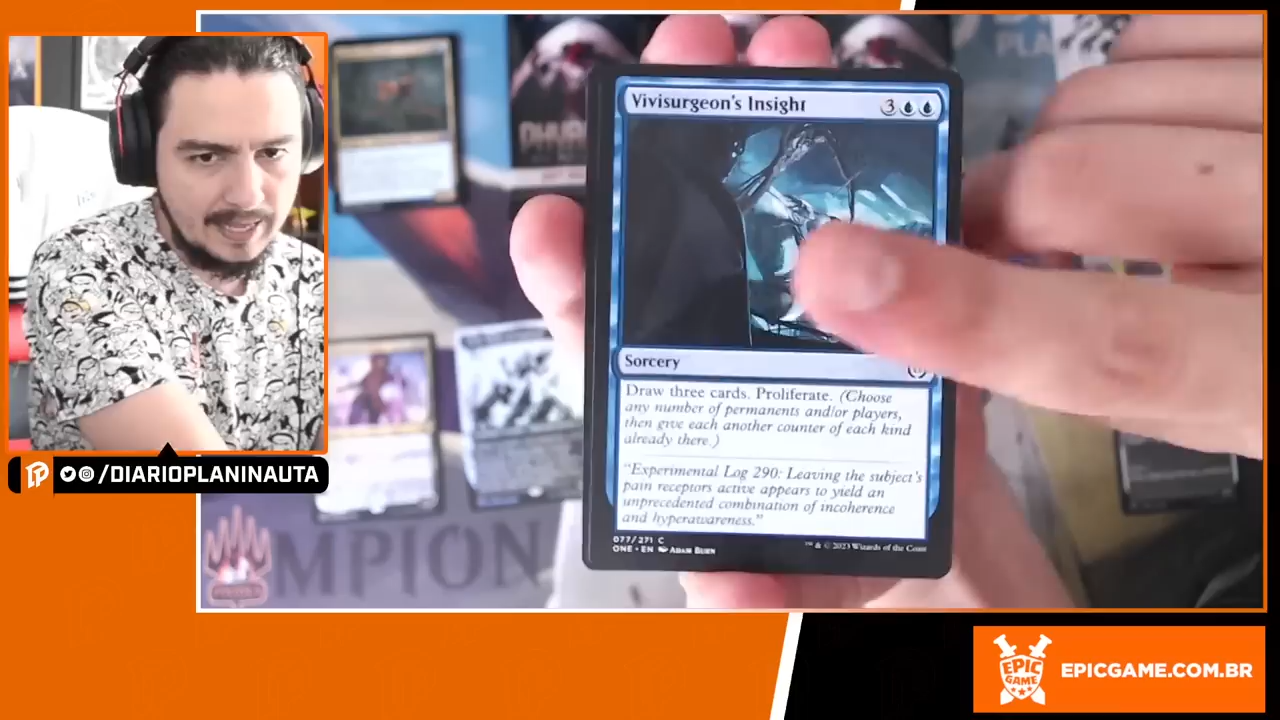 Vivisurgeon's Insight
3
Sorcery
Draw three cards. Proliferate. (Choose
any number of permanents and/or players,
then give each another counter of each kind
already there.)
"Experimental Log 290: Leaving the subject's
pain receptors active appears to yield an
unprecedented combination of incoherence
and hyperawareness."
077/271 C
ONE • EN Adam Burn
™ & © 2023 Wizards of the Coast
/DIARIOPLANINAUTA
MPION
EPIC
GAME
EPICGAME.COM.BR